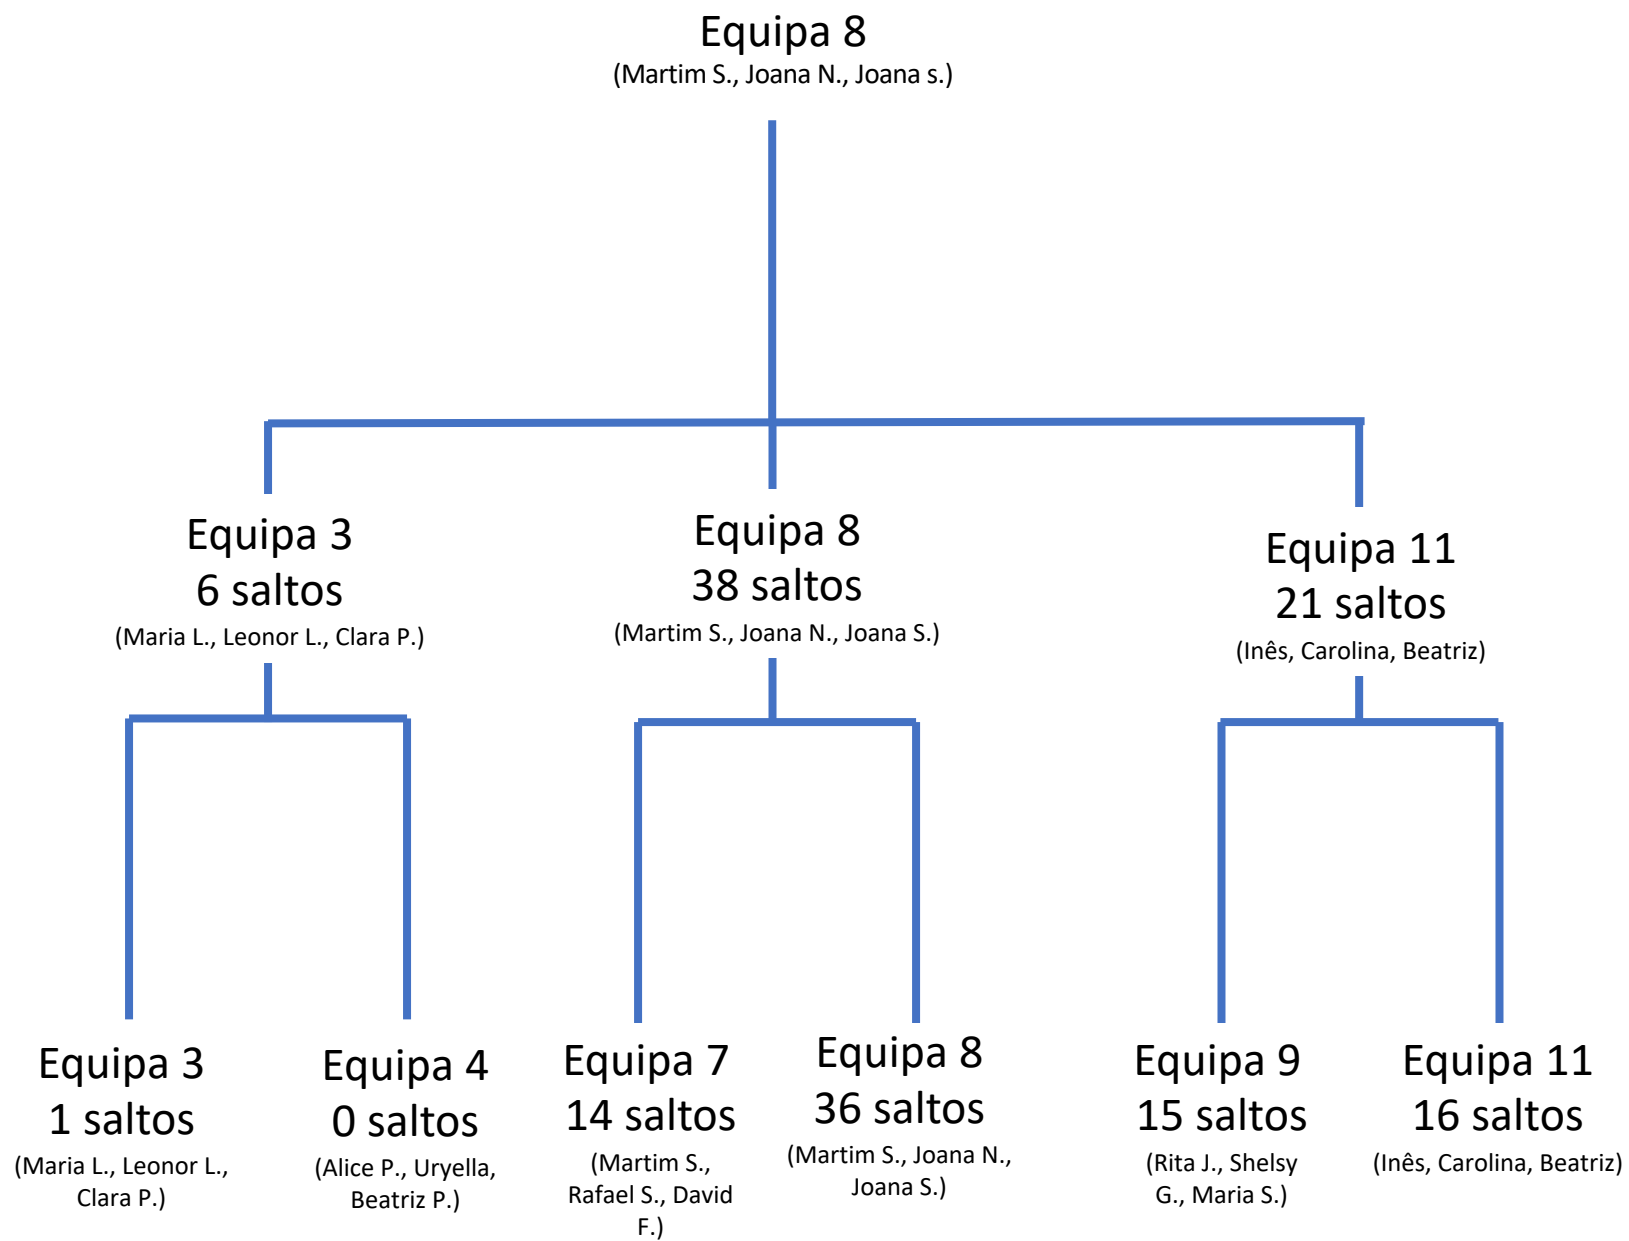 Equipa 8
(Martim S., Joana N., Joana s.)
Equipa 3
6 saltos
(Maria L., Leonor L., Clara P.)
Equipa 8
38 saltos
(Martim S., Joana N., Joana S.)
Equipa 11
21 saltos
(Inês, Carolina, Beatriz)
Equipa 3
1 saltos
(Maria L., Leonor L.,
Clara P.)
Equipa 4
0 saltos
(Alice P., Uryella,
Beatriz P.)
Equipa 7
14 saltos
(Martim S.,
Rafael S., David
F.)
Equipa 8
36 saltos
(Martim S., Joana N.,
Joana S.)
Equipa 9
15 saltos
(Rita J., Shelsy
G., Maria S.)
Equipa 11
16 saltos
(Inês, Carolina, Beatriz)